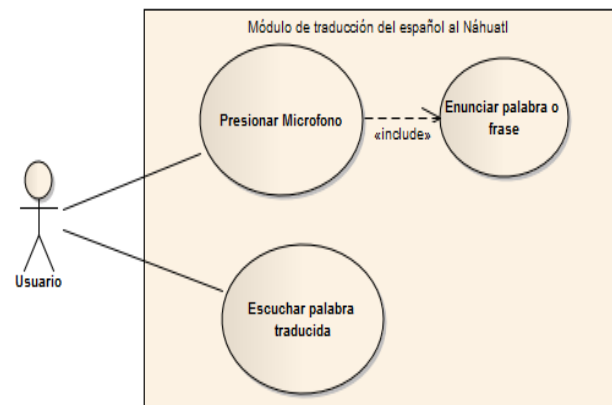 Módulo de traducción del español al Náhuatl
Presionar Microfono
«include»
Enunciar palabra o
frase
Usuario
Escuchar palabra
traducida